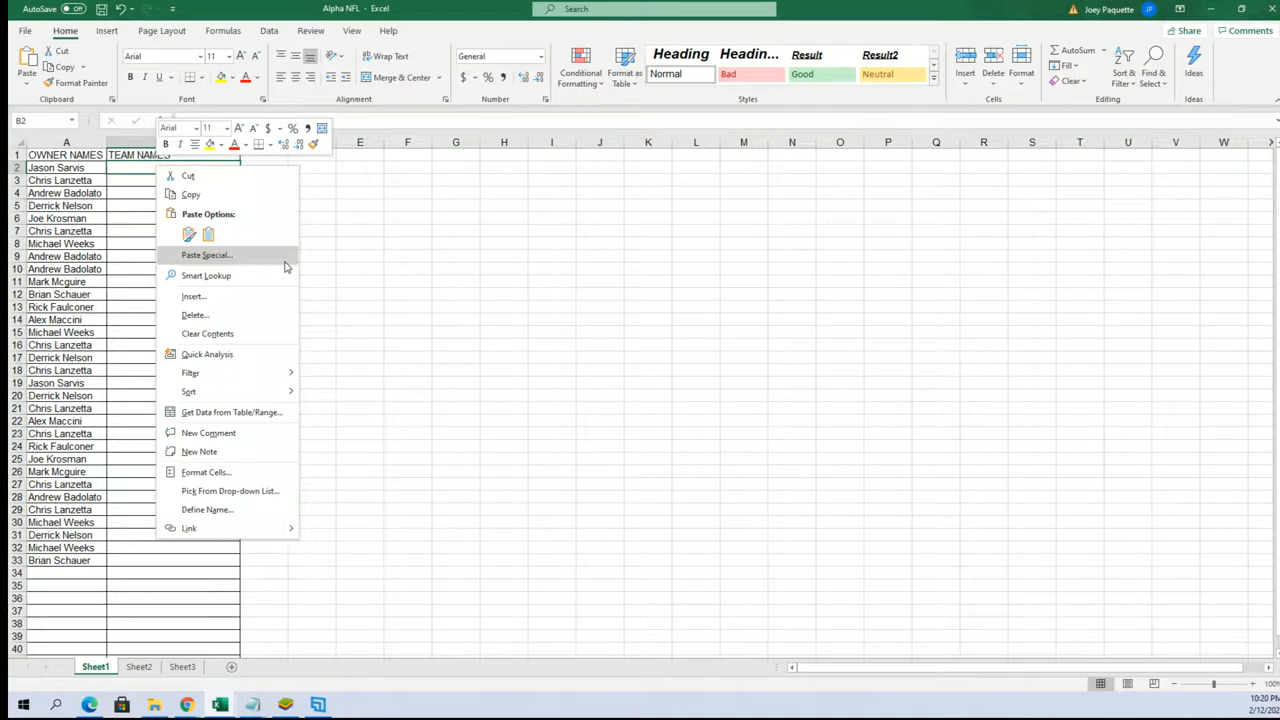 AutoSave Off Alpha NFL - Excel Search Joey Paquette JP
File Home Insert Page Layout Formulas Data Review View Help Share Comments
Paste Cut Copy Format Painter Clipboard
Arial 11 B I U Font
Wrap Text Merge & Center Alignment
General $ % Number
Conditional Formatting Format as Table
Heading Headin... Result Result2
Normal Bad Good Neutral
Styles
Insert Delete Format Cells
AutoSum Fill Clear Sort & Filter Find & Select Editing
Ideas Ideas
B2
Arial 11 $ %
B I
A E F G H I J K L M N O P Q R S T U V W
1 OWNER NAMES TEAM NAMES
2 Jason Sarvis
3 Chris Lanzetta
4 Andrew Badolato
5 Derrick Nelson
6 Joe Krosman
7 Chris Lanzetta
8 Michael Weeks
9 Andrew Badolato
10 Andrew Badolato
11 Mark Mcguire
12 Brian Schauer
13 Rick Faulconer
14 Alex Maccini
15 Michael Weeks
16 Chris Lanzetta
17 Derrick Nelson
18 Chris Lanzetta
19 Jason Sarvis
20 Derrick Nelson
21 Chris Lanzetta
22 Alex Maccini
23 Chris Lanzetta
24 Rick Faulconer
25 Joe Krosman
26 Mark Mcguire
27 Chris Lanzetta
28 Andrew Badolato
29 Chris Lanzetta
30 Michael Weeks
31 Derrick Nelson
32 Michael Weeks
33 Brian Schauer
34
35
36
37
38
39
40
Cut
Copy
Paste Options:
Paste Special...
Smart Lookup
Insert...
Delete...
Clear Contents
Quick Analysis
Filter
Sort
Get Data from Table/Range...
New Comment
New Note
Format Cells...
Pick From Drop-down List...
Define Name...
Link
Sheet1 Sheet2 Sheet3
100%
10:20 PM